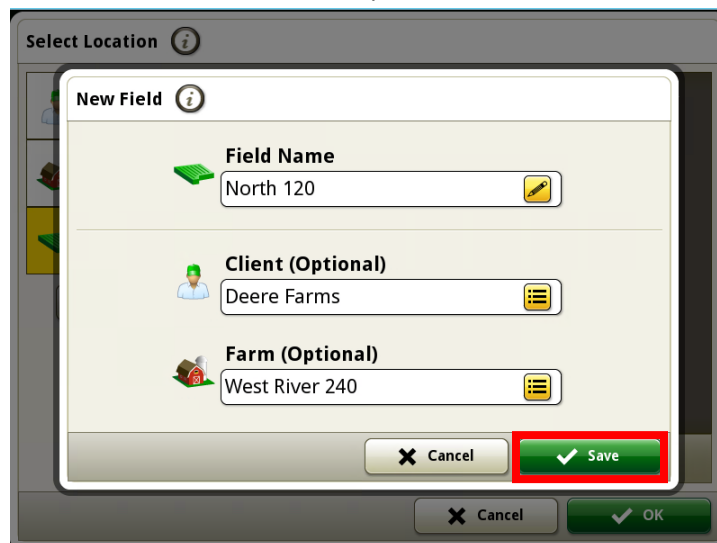 Select Location
New Field
Field Name
North 120
Client (Optional)
Deere Farms
Farm (Optional)
West River 240
Cancel
Save
Cancel
OK